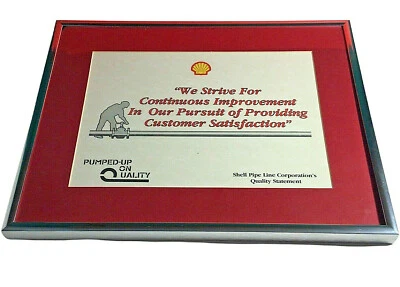 "We Strive For
Continuous Improvement
In Our Pursuit of Providing
Customer Satisfaction"
PUMPED-UP
ON
QUALITY
Shell Pipe Line Corporation's
Quality Statement